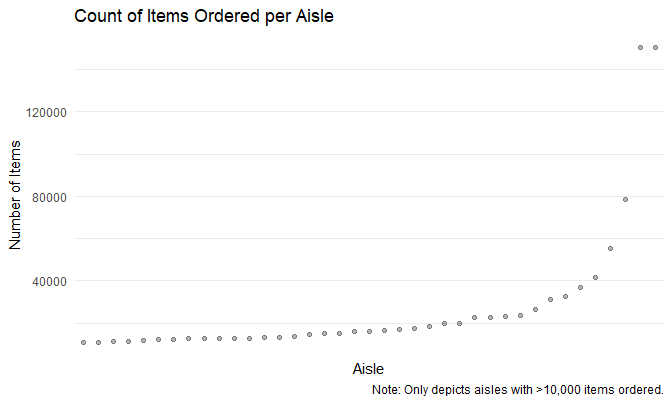 Count of Items Ordered per Aisle
120000
80000
40000
Number of Items
Aisle
Note: Only depicts aisles with >10,000 items ordered.